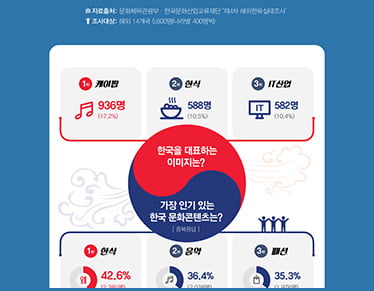 자료출처: 문화체육관광부 · 한국문화산업교류재단 '제4차 해외한류실태조사'
조사대상: 해외 14개국 5,600명(나라별 400명씩)
1위 케이팝
936명
(17.2%)
2위 한식
588명
(10.5%)
3위 IT산업
IT
582명
(10.4%)
한국을 대표하는
이미지는?
가장 인기 있는
한국 문화콘텐츠는?
[중복응답]
1위 한식
42.6%
2위 음악
36.4%
3위 패션
35.3%